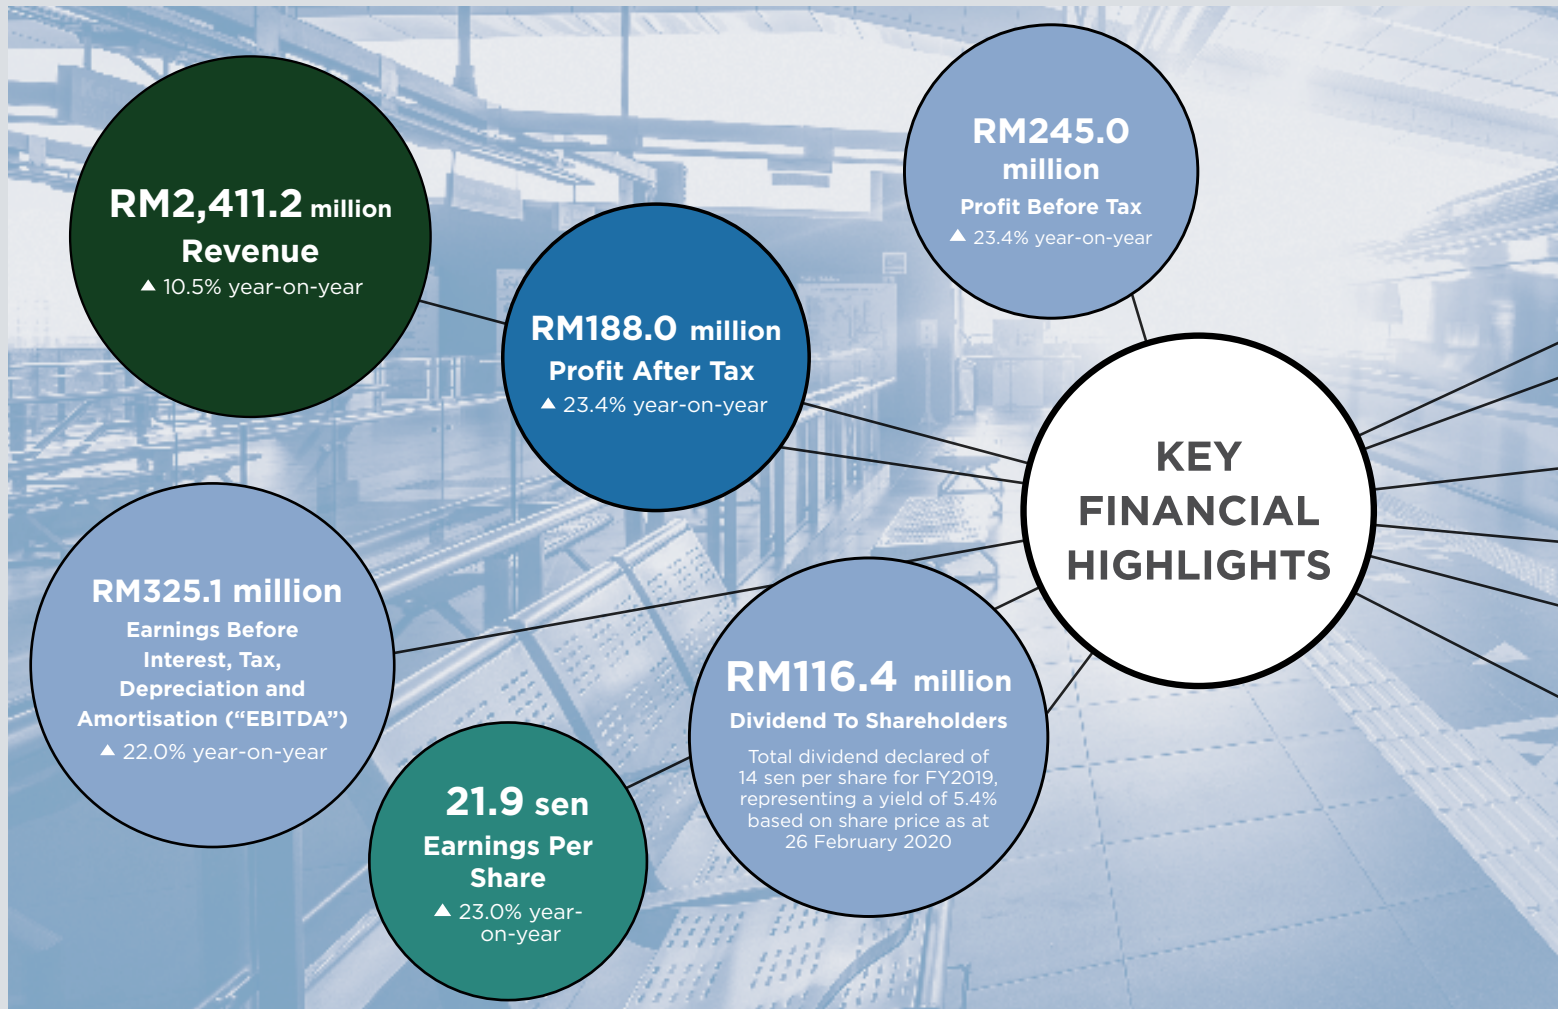 RM2,411.2 million
Revenue
▲ 10.5% year-on-year
RM188.0 million
Profit After Tax
▲ 23.4% year-on-year
RM245.0
million
Profit Before Tax
▲ 23.4% year-on-year
KEY
FINANCIAL
HIGHLIGHTS
RM325.1 million
Earnings Before
Interest, Tax,
Depreciation and
Amortisation (“EBITDA”)
▲ 22.0% year-on-year
21.9 sen
Earnings Per
Share
▲ 23.0% year-
on-year
RM116.4 million
Dividend To Shareholders
Total dividend declared of
14 sen per share for FY2019,
representing a yield of 5.4%
based on share price as at
26 February 2020